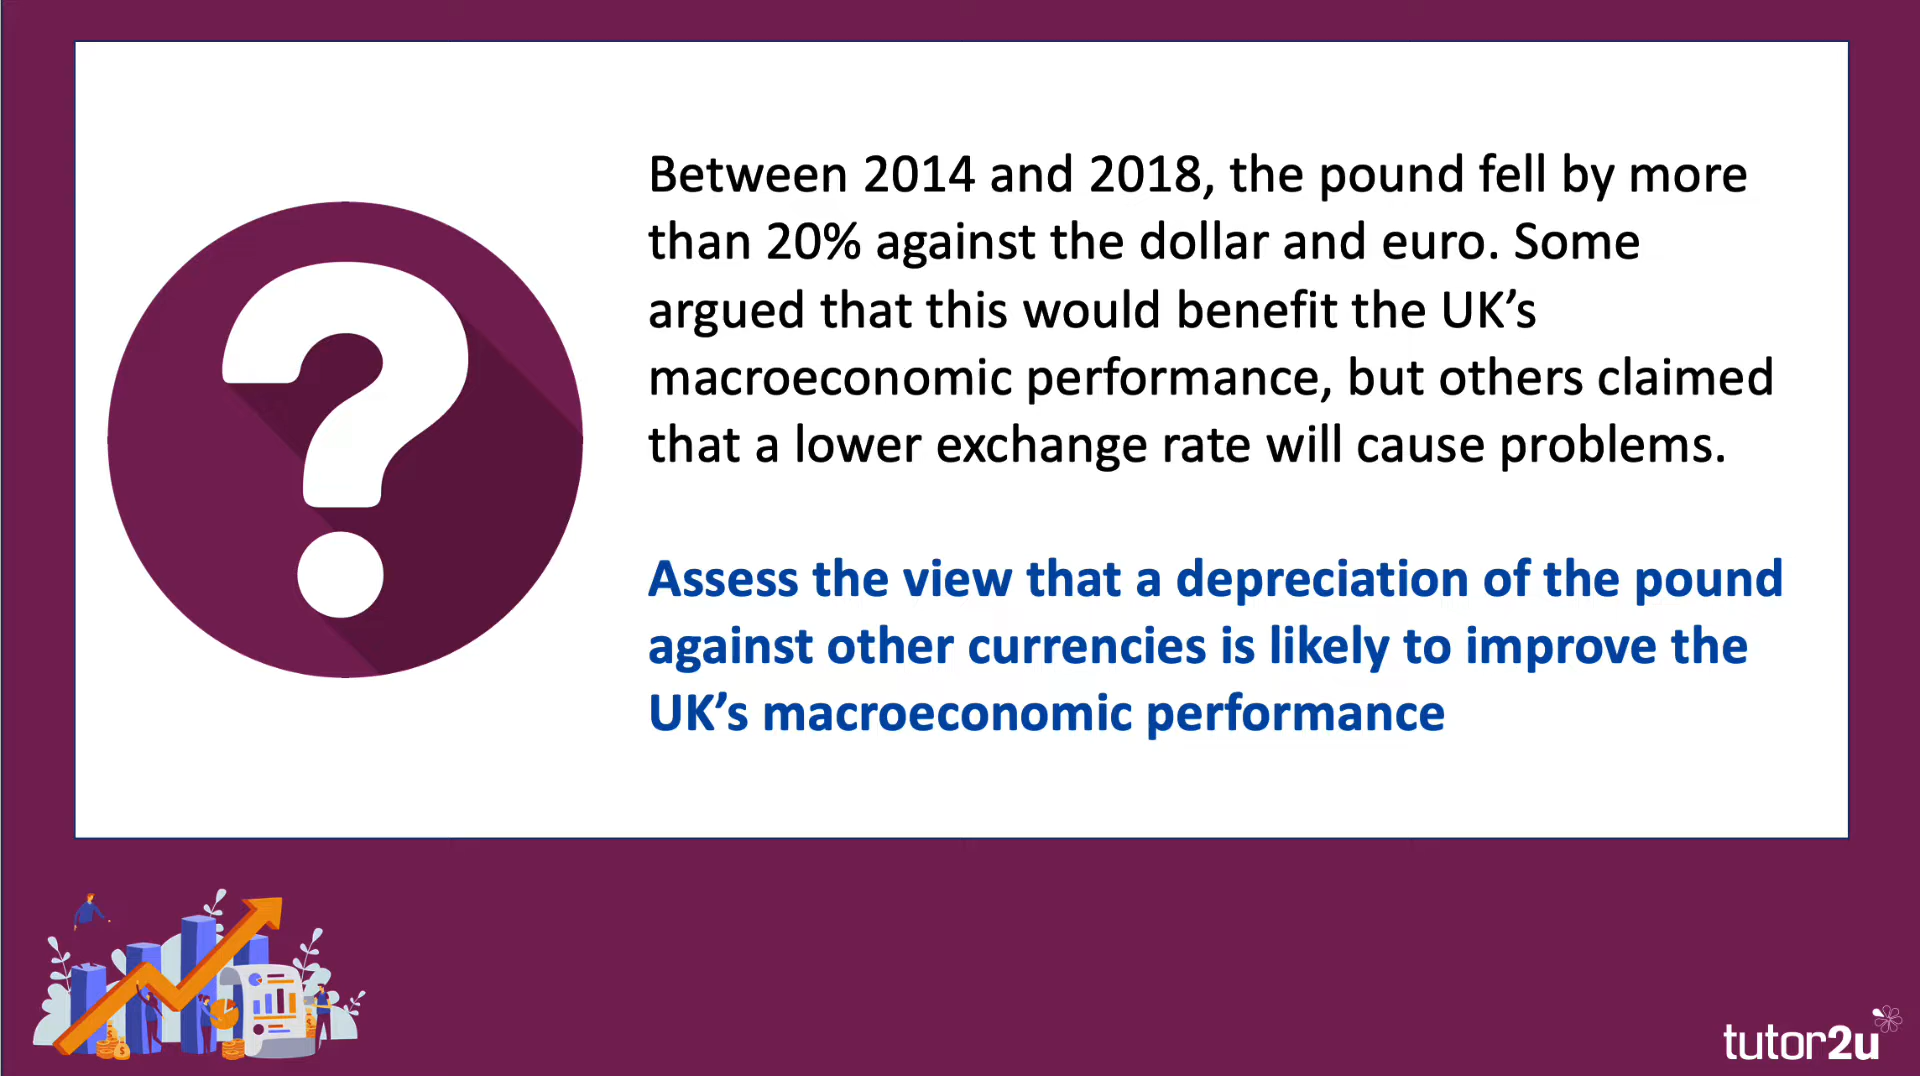 Between 2014 and 2018, the pound fell by more
than 20% against the dollar and euro. Some
argued that this would benefit the UK’s
macroeconomic performance, but others claimed
that a lower exchange rate will cause problems.
Assess the view that a depreciation of the pound
against other currencies is likely to improve the
UK’s macroeconomic performance
tutor2u